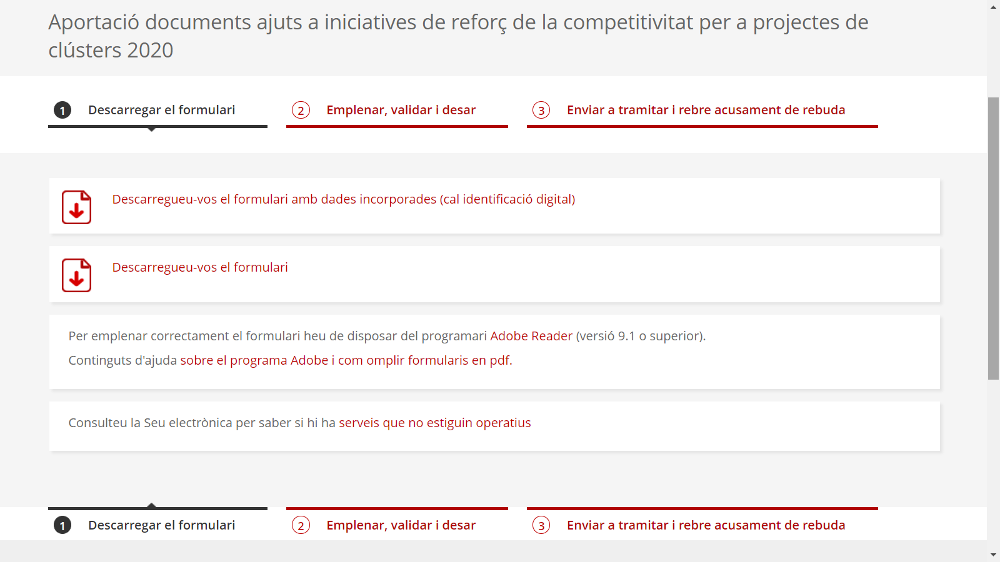 Aportació documents ajuts a iniciatives de reforç de la competitivitat per a projectes de
clústers 2020
1 Descarregar el formulari
2 Emplenar, validar i desar
3 Enviar a tramitar i rebre acusament de rebuda
Descarregueu-vos el formulari amb dades incorporades (cal identificació digital)
Descarregueu-vos el formulari
Per emplenar correctament el formulari heu de disposar del programari Adobe Reader (versió 9.1 o superior).
Continguts d'ajuda sobre el programa Adobe i com omplir formularis en pdf.
Consulteu la Seu electrònica per saber si hi ha serveis que no estiguin operatius
1 Descarregar el formulari
2 Emplenar, validar i desar
3 Enviar a tramitar i rebre acusament de rebuda